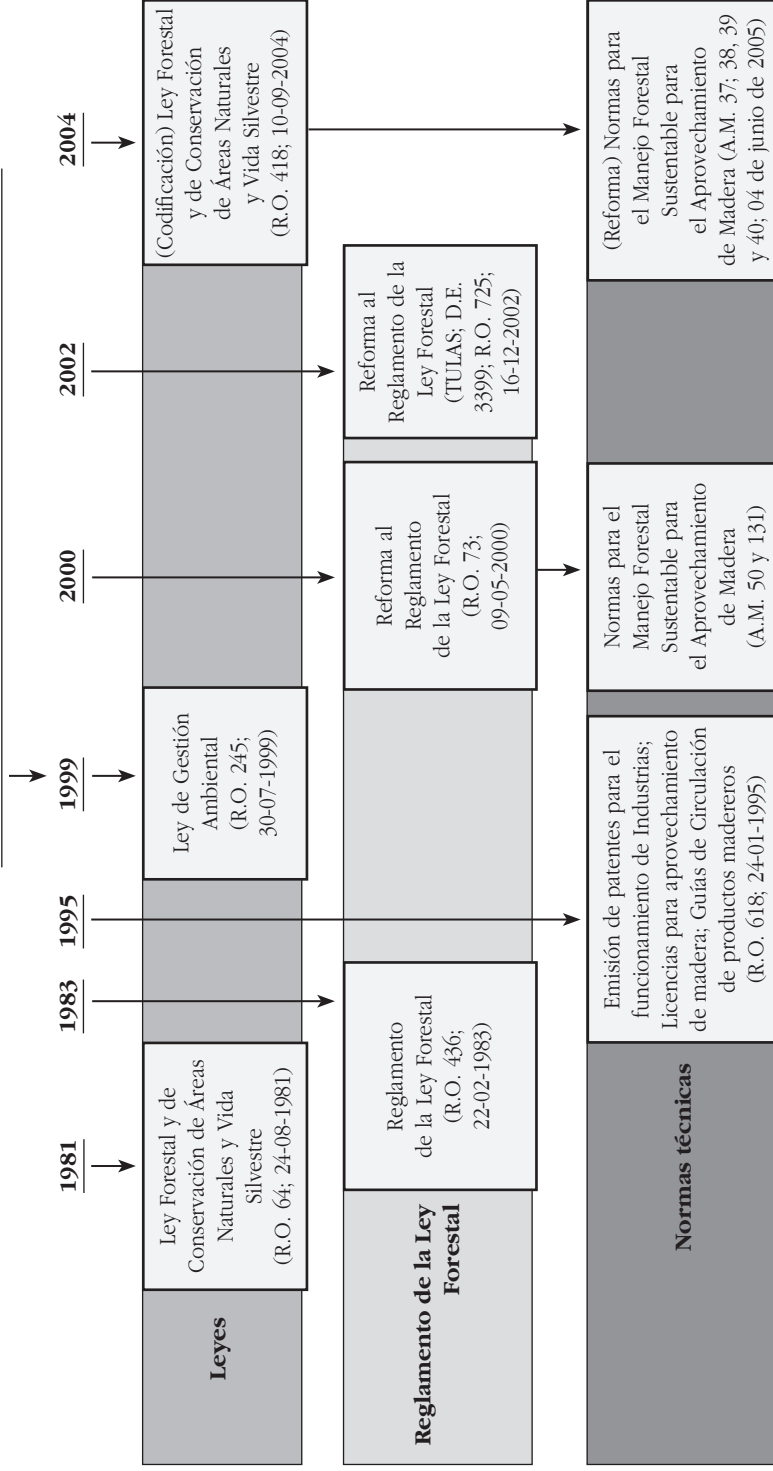 1981
1983
1995
1999
2000
2002
2004
Leyes
Ley Forestal y de
Conservación de Áreas
Naturales y Vida
Silvestre
(R.O. 64; 24-08-1981)
Ley de Gestión
Ambiental
(R.O. 245;
30-07-1999)
(Codificación) Ley Forestal
y de Conservación
de Áreas Naturales
y Vida Silvestre
(R.O. 418; 10-09-2004)
Reglamento de la Ley
Forestal
Reglamento
de la Ley Forestal
(R.O. 436;
22-02-1983)
Reforma al
Reglamento
de la Ley Forestal
(R.O. 73;
09-05-2000)
Reforma al
Reglamento de la
Ley Forestal
(TULAS; D.E.
3399; R.O. 725;
16-12-2002)
Normas técnicas
Emisión de patentes para el
funcionamiento de Industrias;
Licencias para aprovechamiento
de madera; Guías de Circulación
de productos madereros
(R.O. 618; 24-01-1995)
Normas para el
Manejo Forestal
Sustentable para
el Aprovechamiento
de Madera
(A.M. 50 y 131)
(Reforma) Normas para
el Manejo Forestal
Sustentable para
el Aprovechamiento
de Madera (A.M. 37; 38, 39
y 40; 04 de junio de 2005)